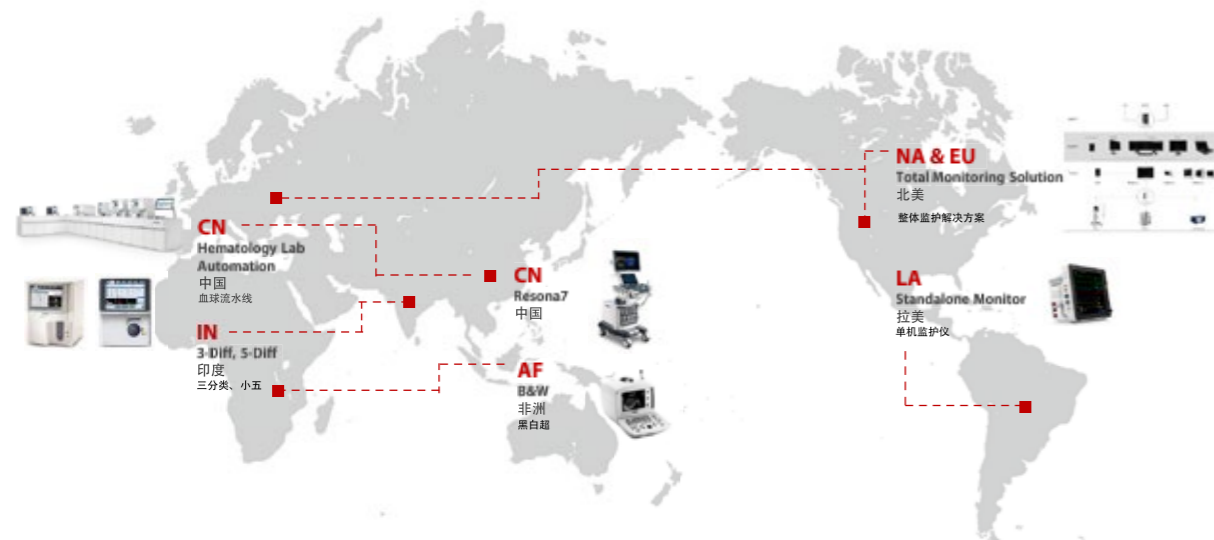 NA & EU
Total Monitoring Solution
北美
整体监护解决方案
CN
Hematology Lab
Automation
中国
血球流水线
CN
Resona7
中国
LA
Standalone Monitor
拉美
单机监护仪
IN
3-Diff, 5-Diff
印度
三分类、小五
AF
B&W
非洲
黑白超